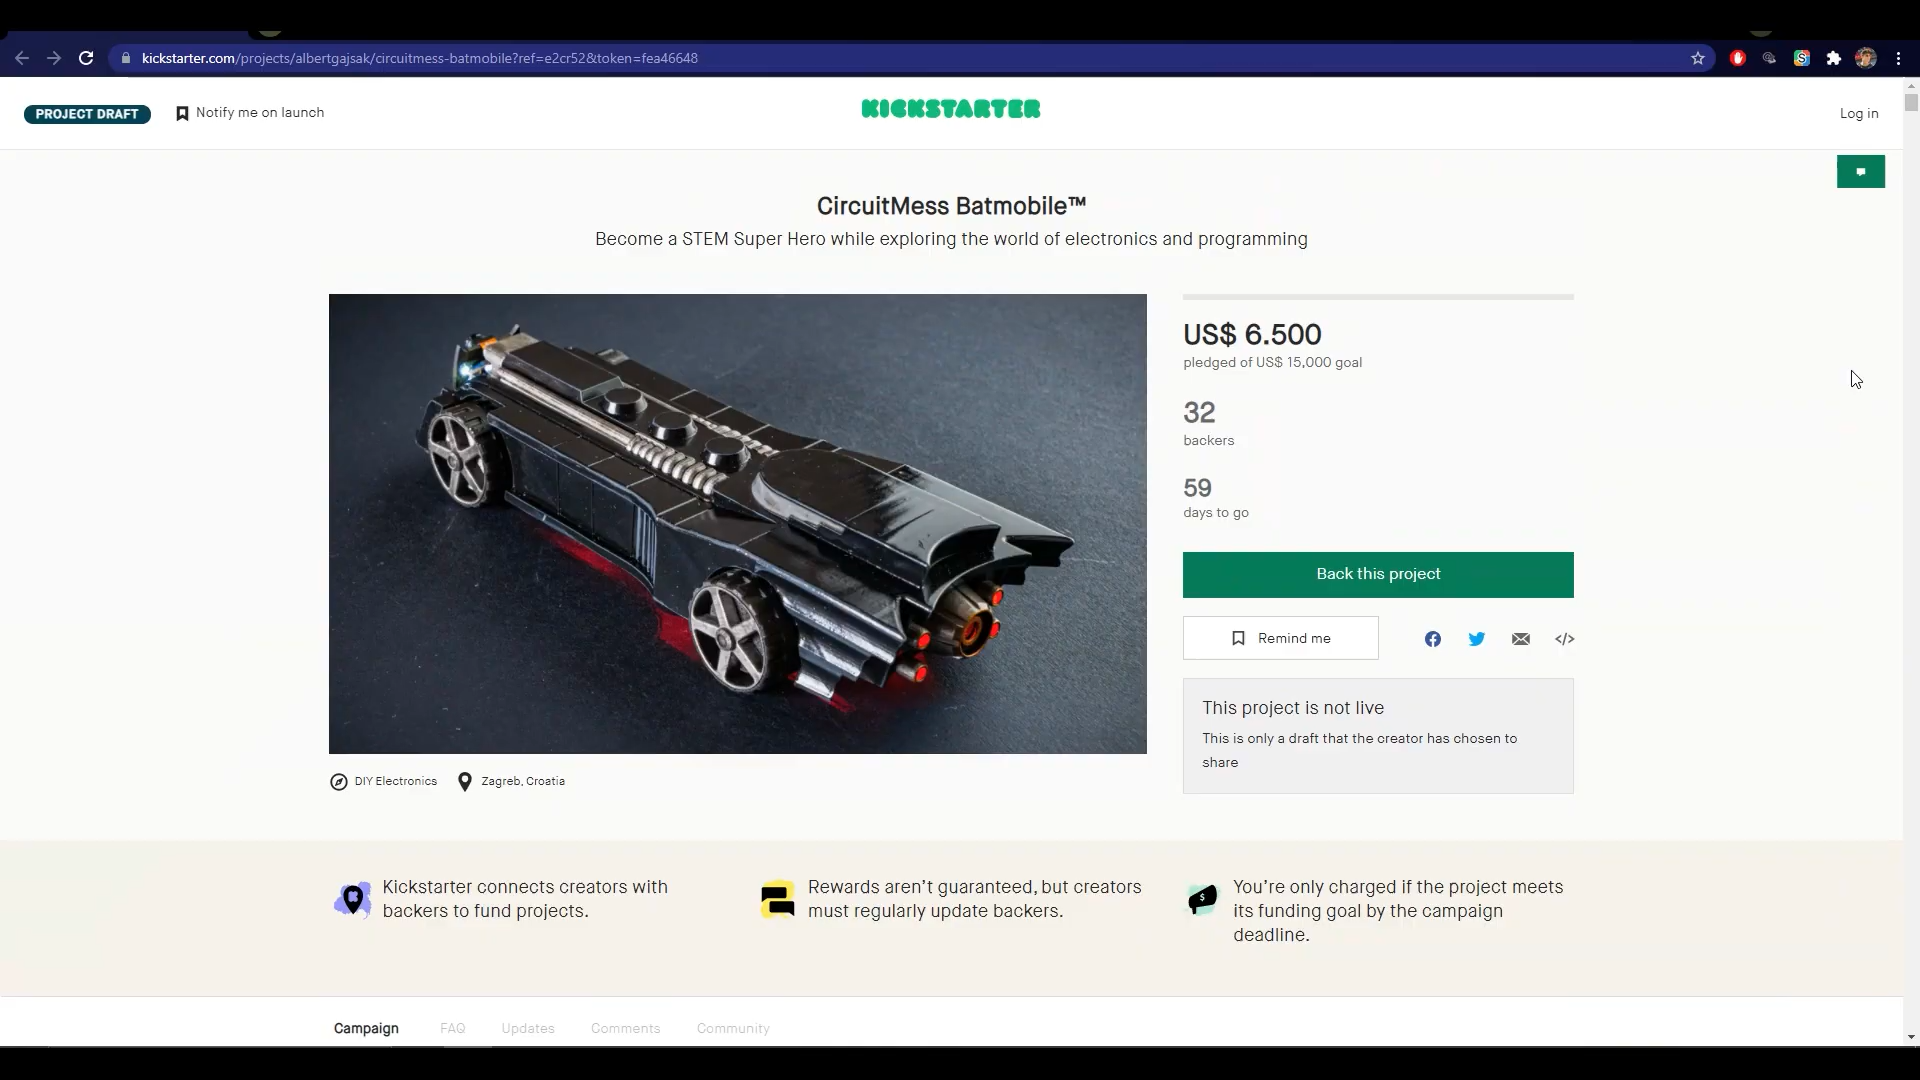 kickstarter.com/projects/albertgajsak/circuitmess-batmobile?ref=e2cr52&token=fea46648
PROJECT DRAFT
Notify me on launch
KICKSTARTER
Log in
CircuitMess Batmobile™
Become a STEM Super Hero while exploring the world of electronics and programming
US$ 6.500
pledged of US$ 15,000 goal
32
backers
59
days to go
Back this project
Remind me
This project is not live
This is only a draft that the creator has chosen to
share
DIY Electronics
Zagreb, Croatia
Kickstarter connects creators with
backers to fund projects.
Rewards aren't guaranteed, but creators
must regularly update backers.
You're only charged if the project meets
its funding goal by the campaign
deadline.
Campaign
FAQ
Updates
Comments
Community